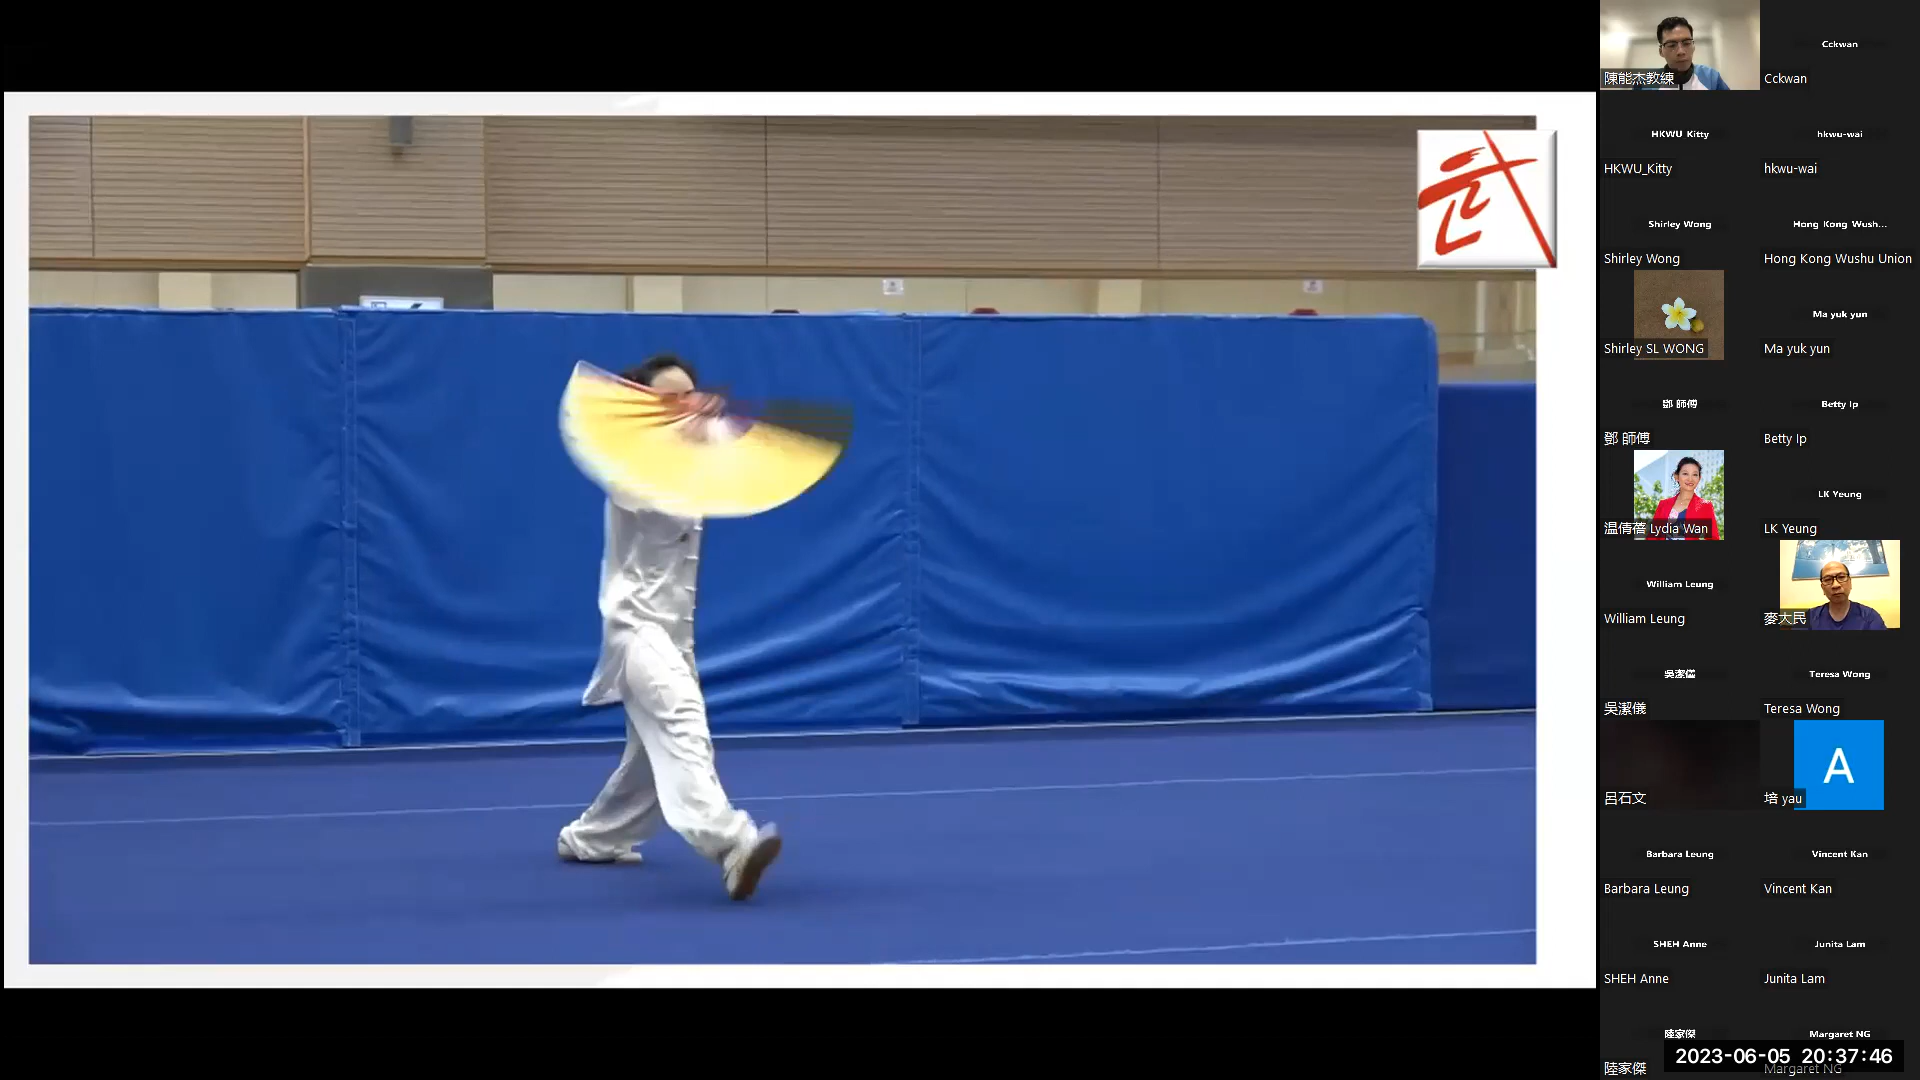 武
Cckwan
陳能杰教練
Cckwan
HKWU_Kitty
hkwu-wai
HKWU_Kitty
hkwu-wai
Shirley Wong
Hong Kong Wush...
Shirley Wong
Hong Kong Wushu Union
Ma yuk yun
Shirley SL WONG
Ma yuk yun
鄧 師傅
Betty Ip
鄧 師傅
Betty Ip
LK Yeung
温倩蓓 Lydia Wan
LK Yeung
William Leung
William Leung
麥大民
吳潔儀
Teresa Wong
吳潔儀
Teresa Wong
A
呂石文
培 yau
Barbara Leung
Vincent Kan
Barbara Leung
Vincent Kan
SHEH Anne
Junita Lam
SHEH Anne
Junita Lam
陸家傑
Margaret NG
2023-06-05 20:37:46
陸家傑
Margaret NG